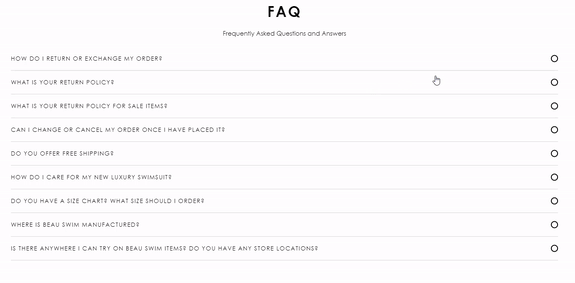 FAQ
Frequently Asked Questions and Answers
HOW DO I RETURN OR EXCHANGE MY ORDER?
WHAT IS YOUR RETURN POLICY?
WHAT IS YOUR RETURN POLICY FOR SALE ITEMS?
CAN I CHANGE OR CANCEL MY ORDER ONCE I HAVE PLACED IT?
DO YOU OFFER FREE SHIPPING?
HOW DO I CARE FOR MY NEW LUXURY SWIMSUIT?
DO YOU HAVE A SIZE CHART? WHAT SIZE SHOULD I ORDER?
WHERE IS BEAU SWIM MANUFACTURED?
IS THERE ANYWHERE I CAN TRY ON BEAU SWIM ITEMS? DO YOU HAVE ANY STORE LOCATIONS?